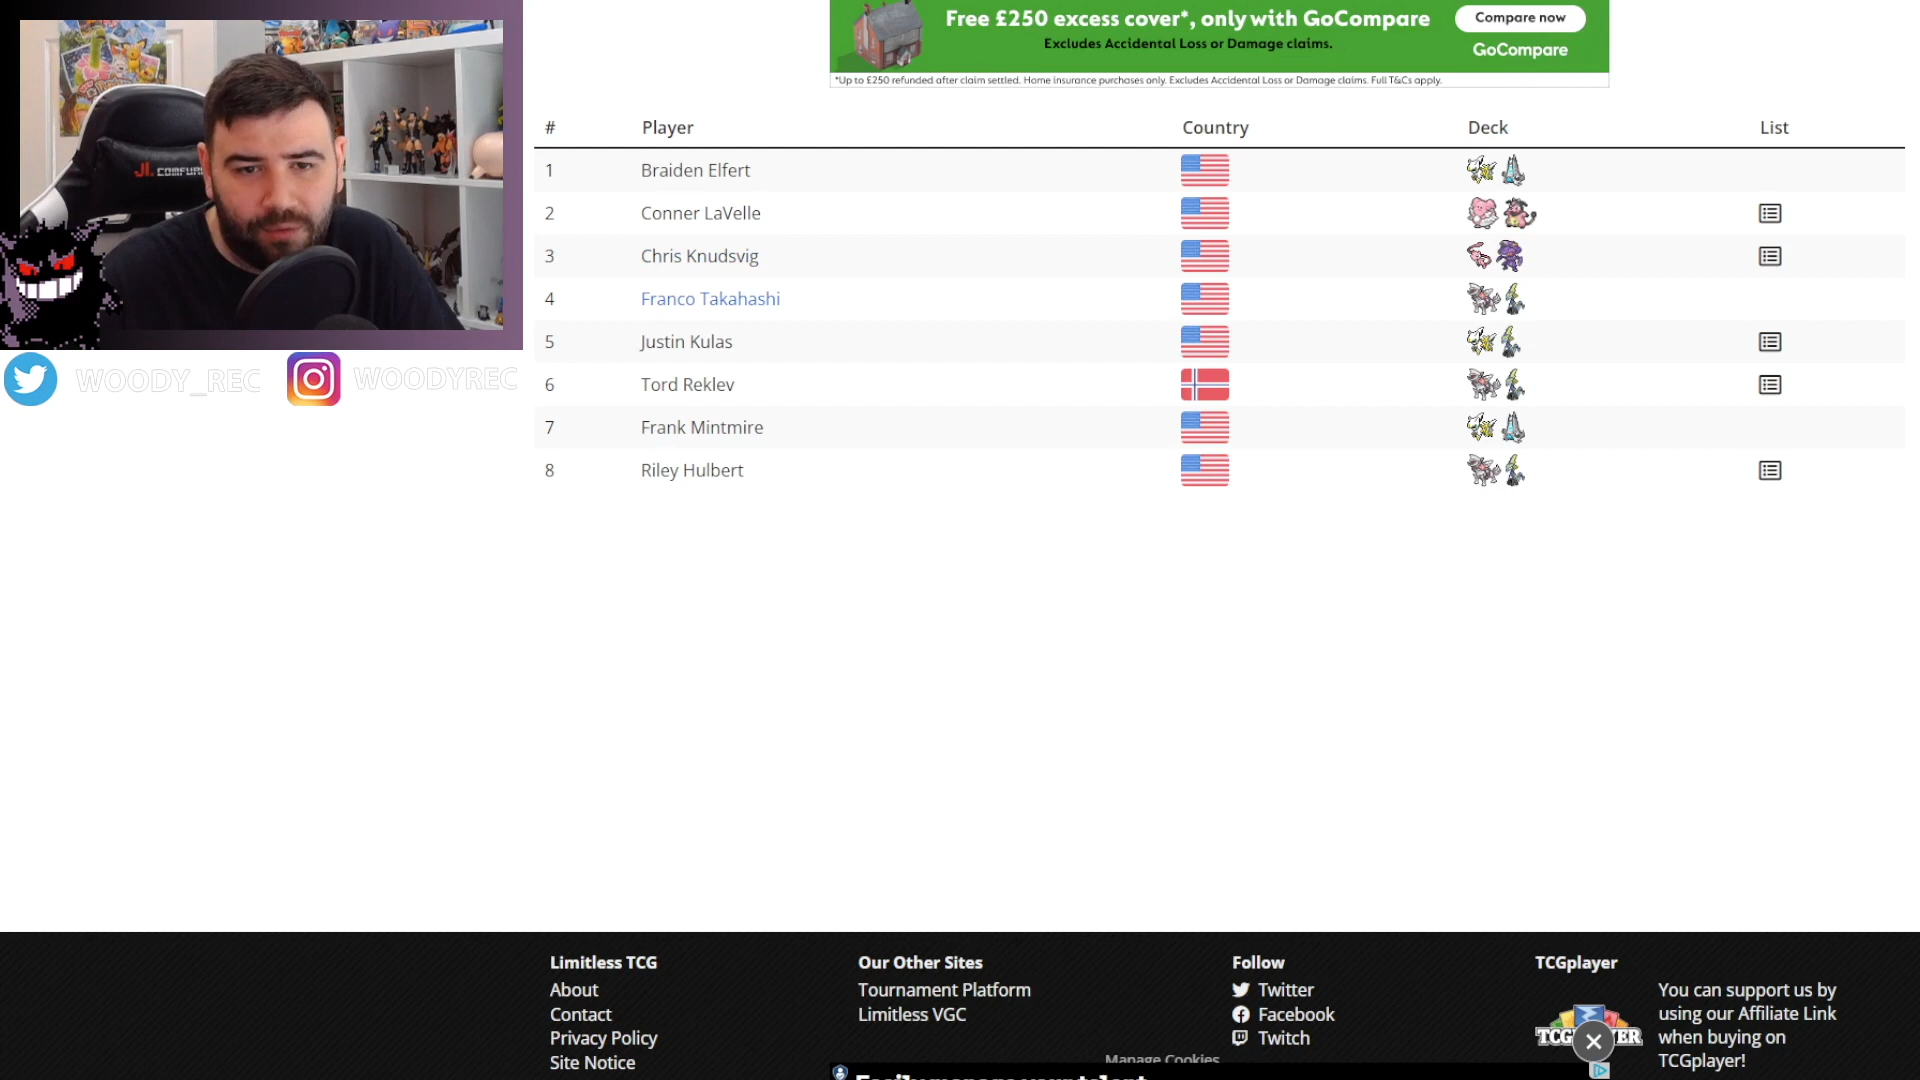 Free £250 excess cover*, only with GoCompare
Compare now
Excludes Accidental Loss or Damage claims.
GoCompare
*Up to £250 refunded after claim settled. Home insurance purchases only. Excludes Accidental Loss or Damage claims. Full T&Cs apply.
# Player Country Deck List
1 Braiden Elfert
2 Conner LaVelle
3 Chris Knudsvig
4 Franco Takahashi
5 Justin Kulas
6 Tord Reklev
7 Frank Mintmire
8 Riley Hulbert
WOODY_REC
WOODYREC
Limitless TCG
About
Contact
Privacy Policy
Site Notice
Our Other Sites
Tournament Platform
Limitless VGC
Follow
Twitter
Facebook
Twitch
TCGplayer
You can support us by
using our Affiliate Link
when buying on
TCGplayer!
Manage Cookies